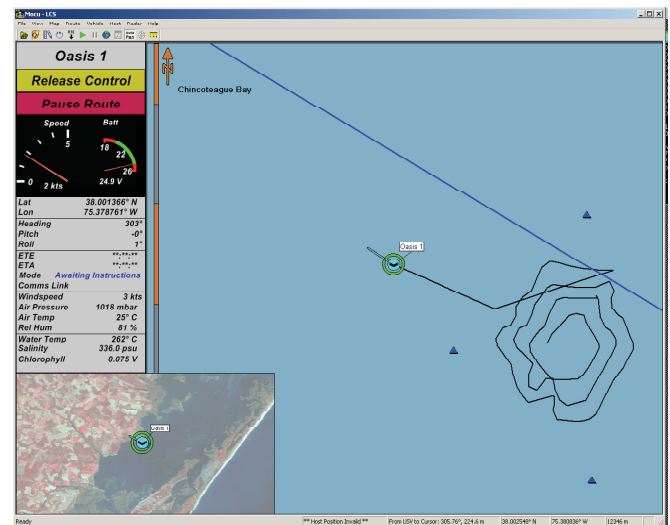 Mocu - LCS
File View Map Route Vehicle Host Radar Help
Oasis 1
Release Control
Pause Route
Speed Batt
5
18
22
26
0 2 kts 24.9 V
Lat 38.001366° N
Lon 75.378761° W
Heading 303°
Pitch -0°
Roll 1°
ETE **:**:**
ETA **:**:**
Mode Awaiting Instructions
Comms Link
Windspeed 3 kts
Air Pressure 1018 mbar
Air Temp 25° C
Rel Hum 81 %
Water Temp 262° C
Salinity 336.0 psu
Chlorophyll 0.075 V
N
Chincoteague Bay
Oasis 1
Oasis 1
Ready ** Host Position Invalid ** From USV to Cursor: 305.76°, 224.6 m 38.002548° N 75.380836° W 12346 m